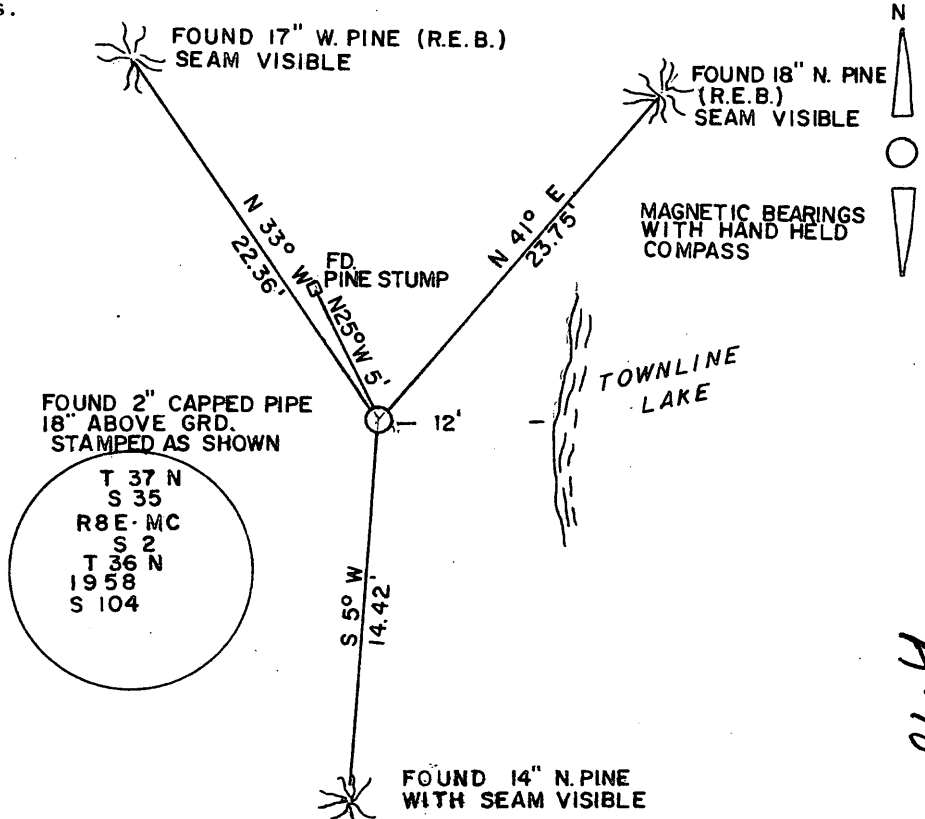 s.
FOUND 17" W. PINE (R.E.B.)
SEAM VISIBLE
N
FOUND 18" N. PINE
(R.E.B.)
SEAM VISIBLE
MAGNETIC BEARINGS
WITH HAND HELD
COMPASS
N 33° W
22.36'
N 41° E
23.75'
FD.
PINE STUMP
N25°W 5'
TOWNLINE
LAKE
12'
FOUND 2" CAPPED PIPE
18" ABOVE GRD.
STAMPED AS SHOWN
T 37 N
S 35
R8E-MC
S 2
T 36 N
1958
S 104
S 5° W
14.42'
FOUND 14" N. PINE
WITH SEAM VISIBLE